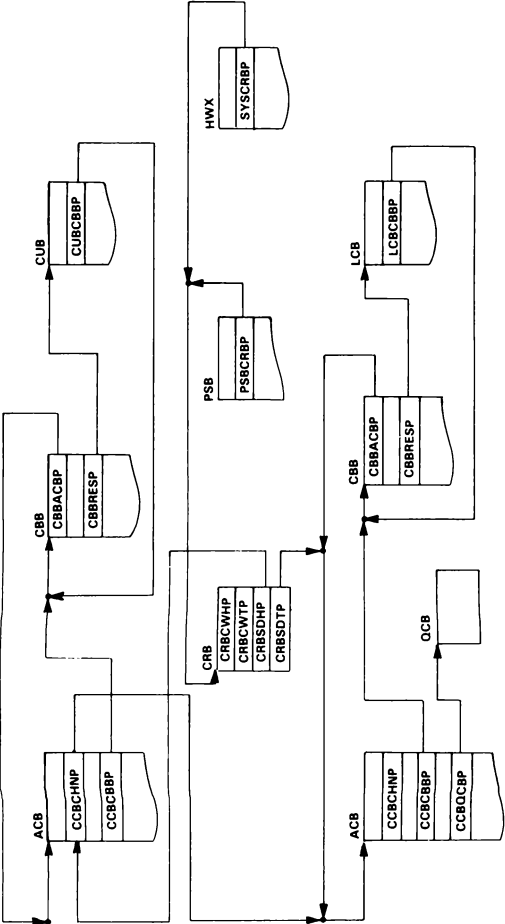 ACB
CCBCHNP
CCBCBBP
CBB
CBBACBP
CBBRESP
CUB
CUBCBBP
CRB
CRBCWHP
CRBCWTP
CRBSDHP
CRBSDTP
PSB
PSBCRBP
HWX
SYSCRBP
ACB
CCBCHNP
CCBCBBP
CCBQCBP
QCB
CBB
CBBACBP
CBBRESP
LCB
LCBCBBP